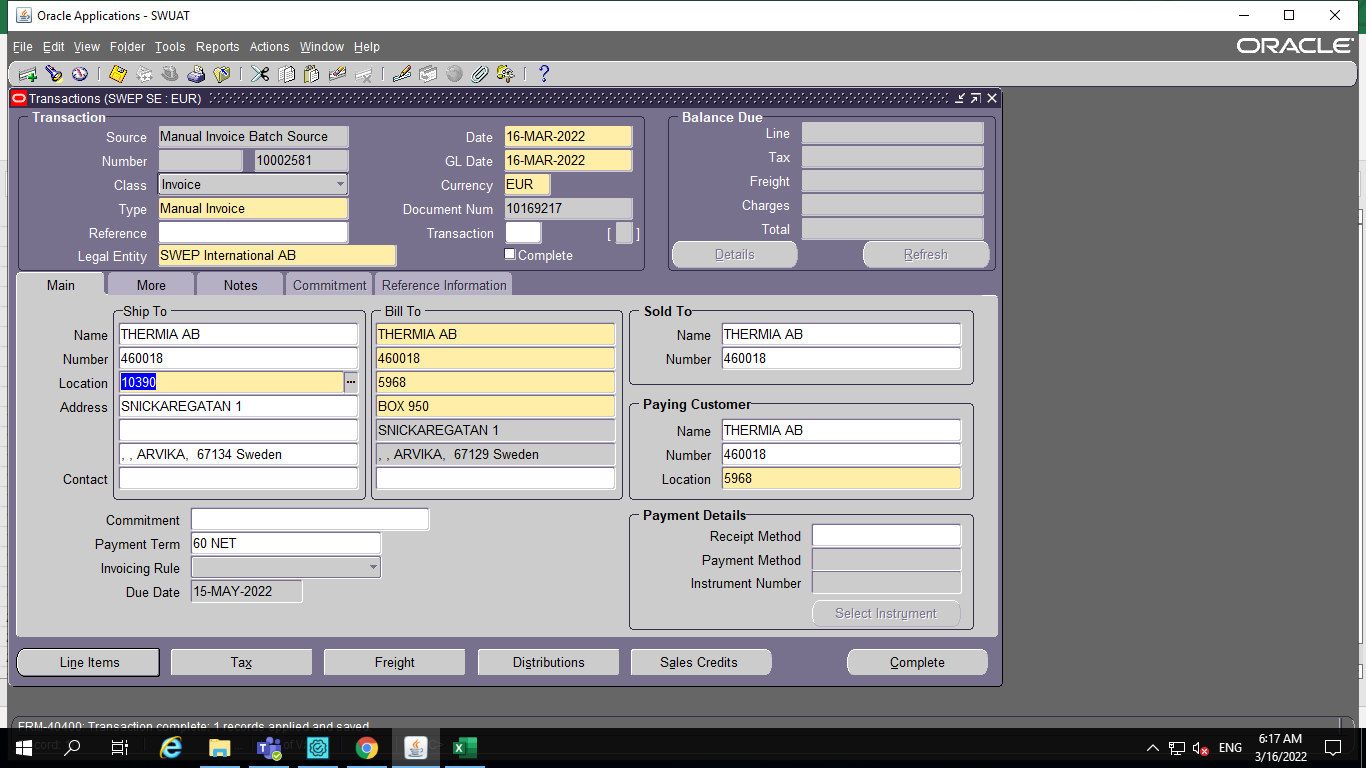 Oracle Applications - SWUAT
File Edit View Folder Tools Reports Actions Window Help
ORACLE
Transactions (SWEP SE : EUR)
Transaction
Source Manual Invoice Batch Source
Number 10002581
Class Invoice
Type Manual Invoice
Reference
Legal Entity SWEP International AB
Date 16-MAR-2022
GL Date 16-MAR-2022
Currency EUR
Document Num 10169217
Transaction [ ]
Complete
Balance Due
Line
Tax
Freight
Charges
Total
Details Refresh
Main More Notes Commitment Reference Information
Ship To
Name THERMIA AB
Number 460018
Location 10390 ...
Address SNICKAREGATAN 1
, , ARVIKA, 67134 Sweden
Contact
Bill To
THERMIA AB
460018
5968
BOX 950
SNICKAREGATAN 1
, , ARVIKA, 67129 Sweden
Sold To
Name THERMIA AB
Number 460018
Paying Customer
Name THERMIA AB
Number 460018
Location 5968
Commitment
Payment Term 60 NET
Invoicing Rule
Due Date 15-MAY-2022
Payment Details
Receipt Method
Payment Method
Instrument Number
Select Instrument
Line Items Tax Freight Distributions Sales Credits Complete
FRM-40400: Transaction complete: 1 records applied and saved.
ENG
6:17 AM
3/16/2022